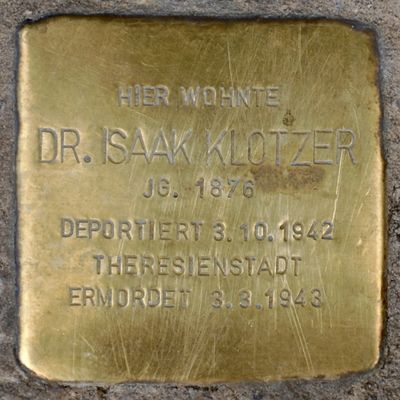 HIER WOHNTE
DR. ISAAK KLOTZER
JG. 1876
DEPORTIERT 3.10.1942
THERESIENSTADT
ERMORDET 3.3.1943